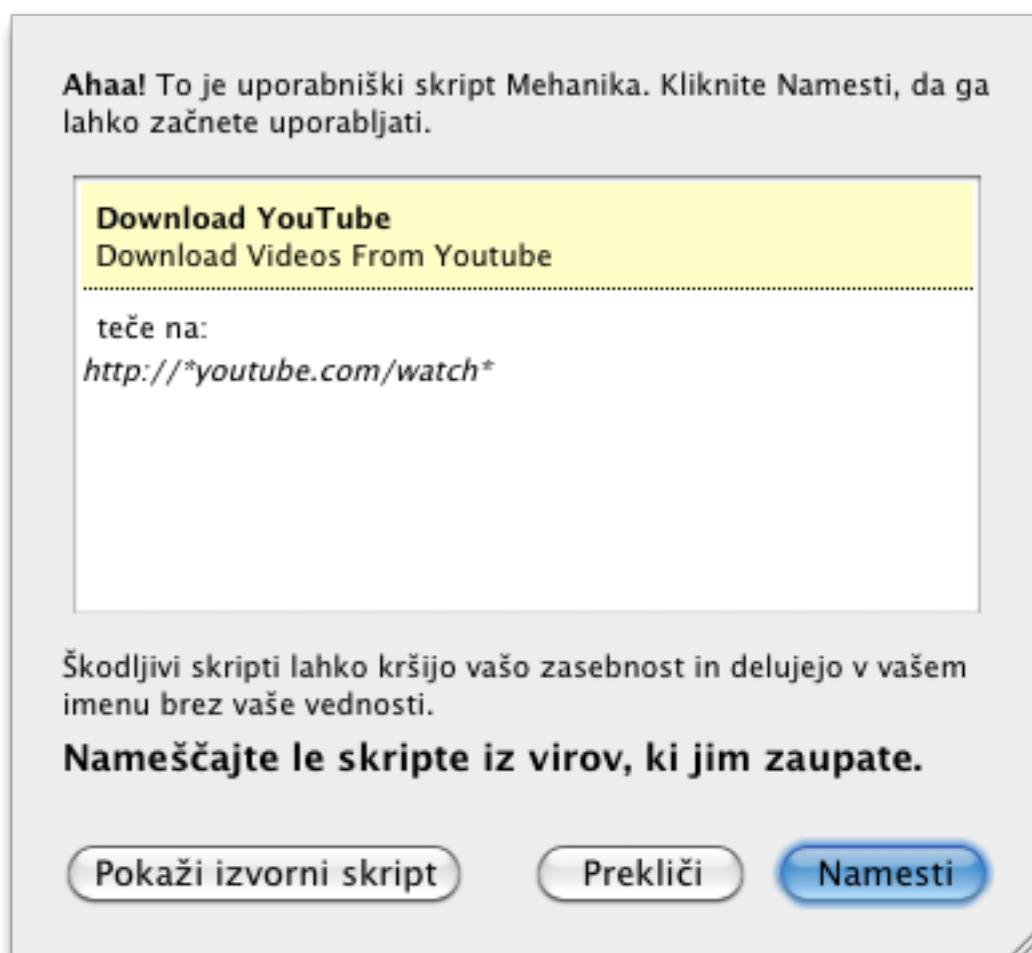 Ahaa! To je uporabniški skript Mehanika. Kliknite Namesti, da ga
lahko začnete uporabljati.
Download YouTube
Download Videos From Youtube
teče na:
http://*youtube.com/watch*
Škodljivi skripti lahko kršijo vašo zasebnost in delujejo v vašem
imenu brez vaše vednosti.
Nameščajte le skripte iz virov, ki jim zaupate.
Pokaži izvorni skript Prekliči Namesti